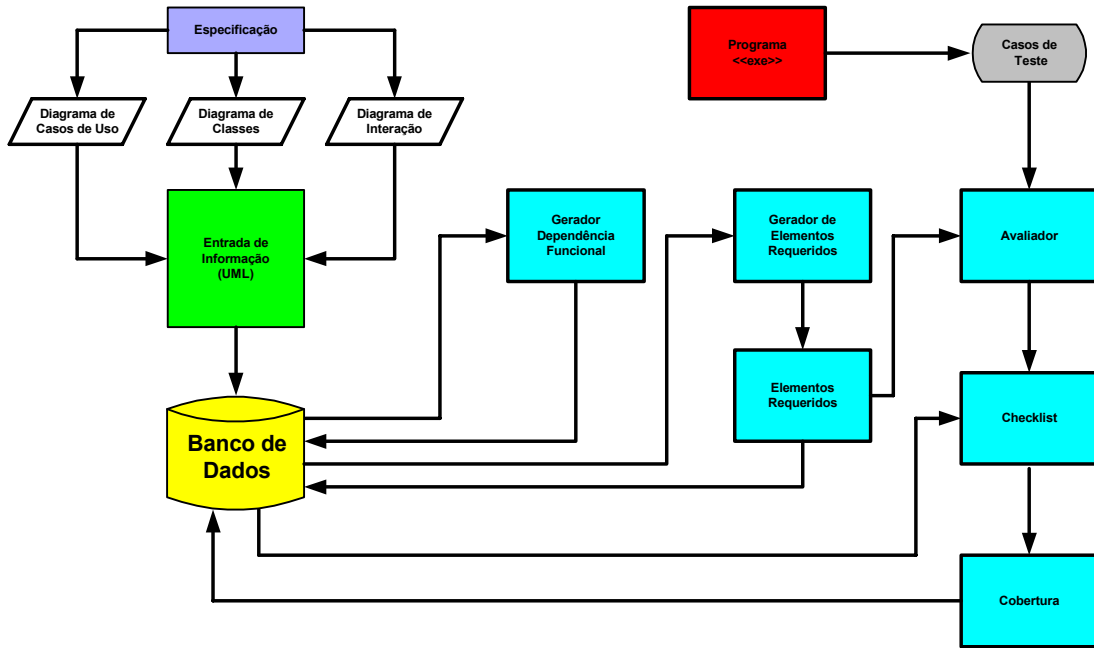 Especificação
Programa
<<exe>>
Casos de
Teste
Diagrama de
Casos de Uso
Diagrama de
Classes
Diagrama de
Interação
Entrada de
Informação
(UML)
Gerador
Dependência
Funcional
Gerador de
Elementos
Requeridos
Avaliador
Elementos
Requeridos
Checklist
Banco de
Dados
Cobertura